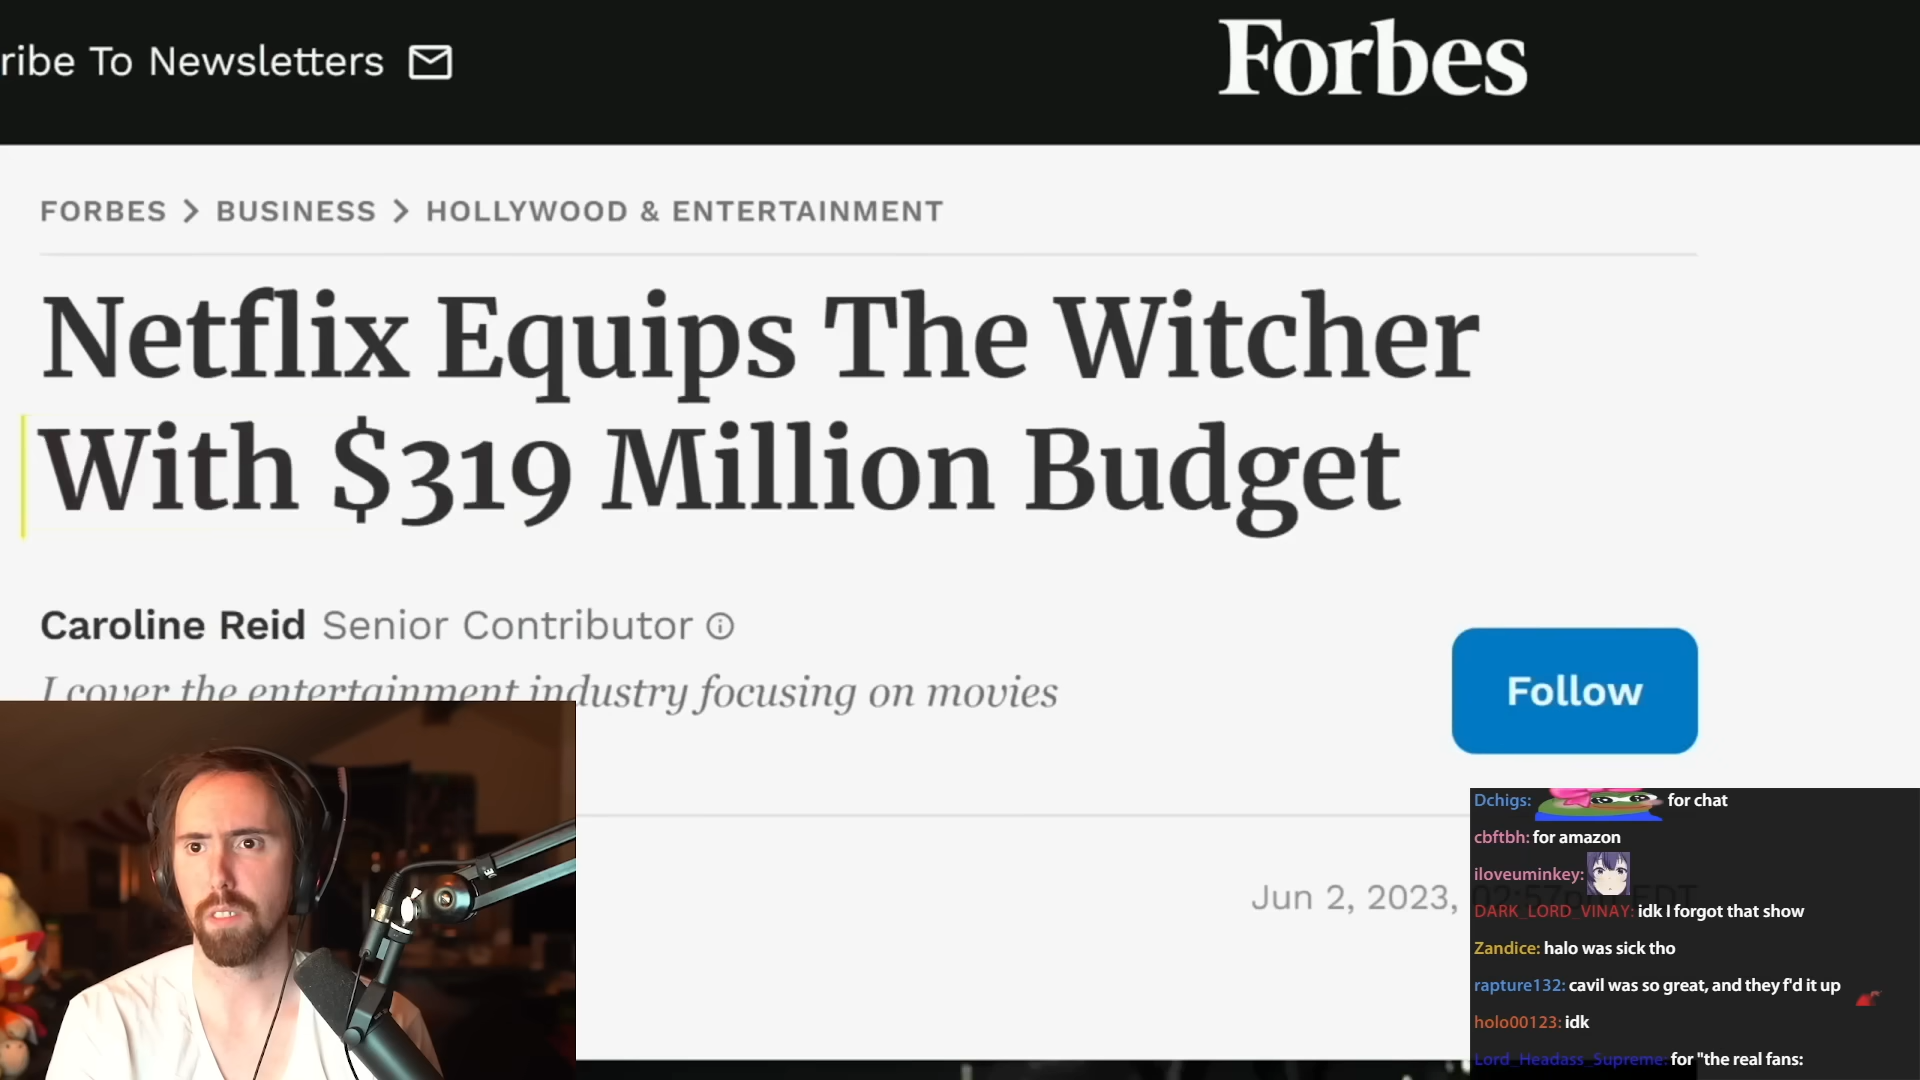 ribe To Newsletters
Forbes
FORBES > BUSINESS > HOLLYWOOD & ENTERTAINMENT
Netflix Equips The Witcher
With $319 Million Budget
Caroline Reid Senior Contributor
I cover the entertainment industry focusing on movies
Follow
Jun 2, 2023, 02:57pm EDT
Dchigs: for chat
cbftbh: for amazon
iloveuminkey:
DARK_LORD_VINAY: idk I forgot that show
Zandice: halo was sick tho
rapture132: cavil was so great, and they f'd it up
holo00123: idk
Lord_Headass_Supreme: for "the real fans: